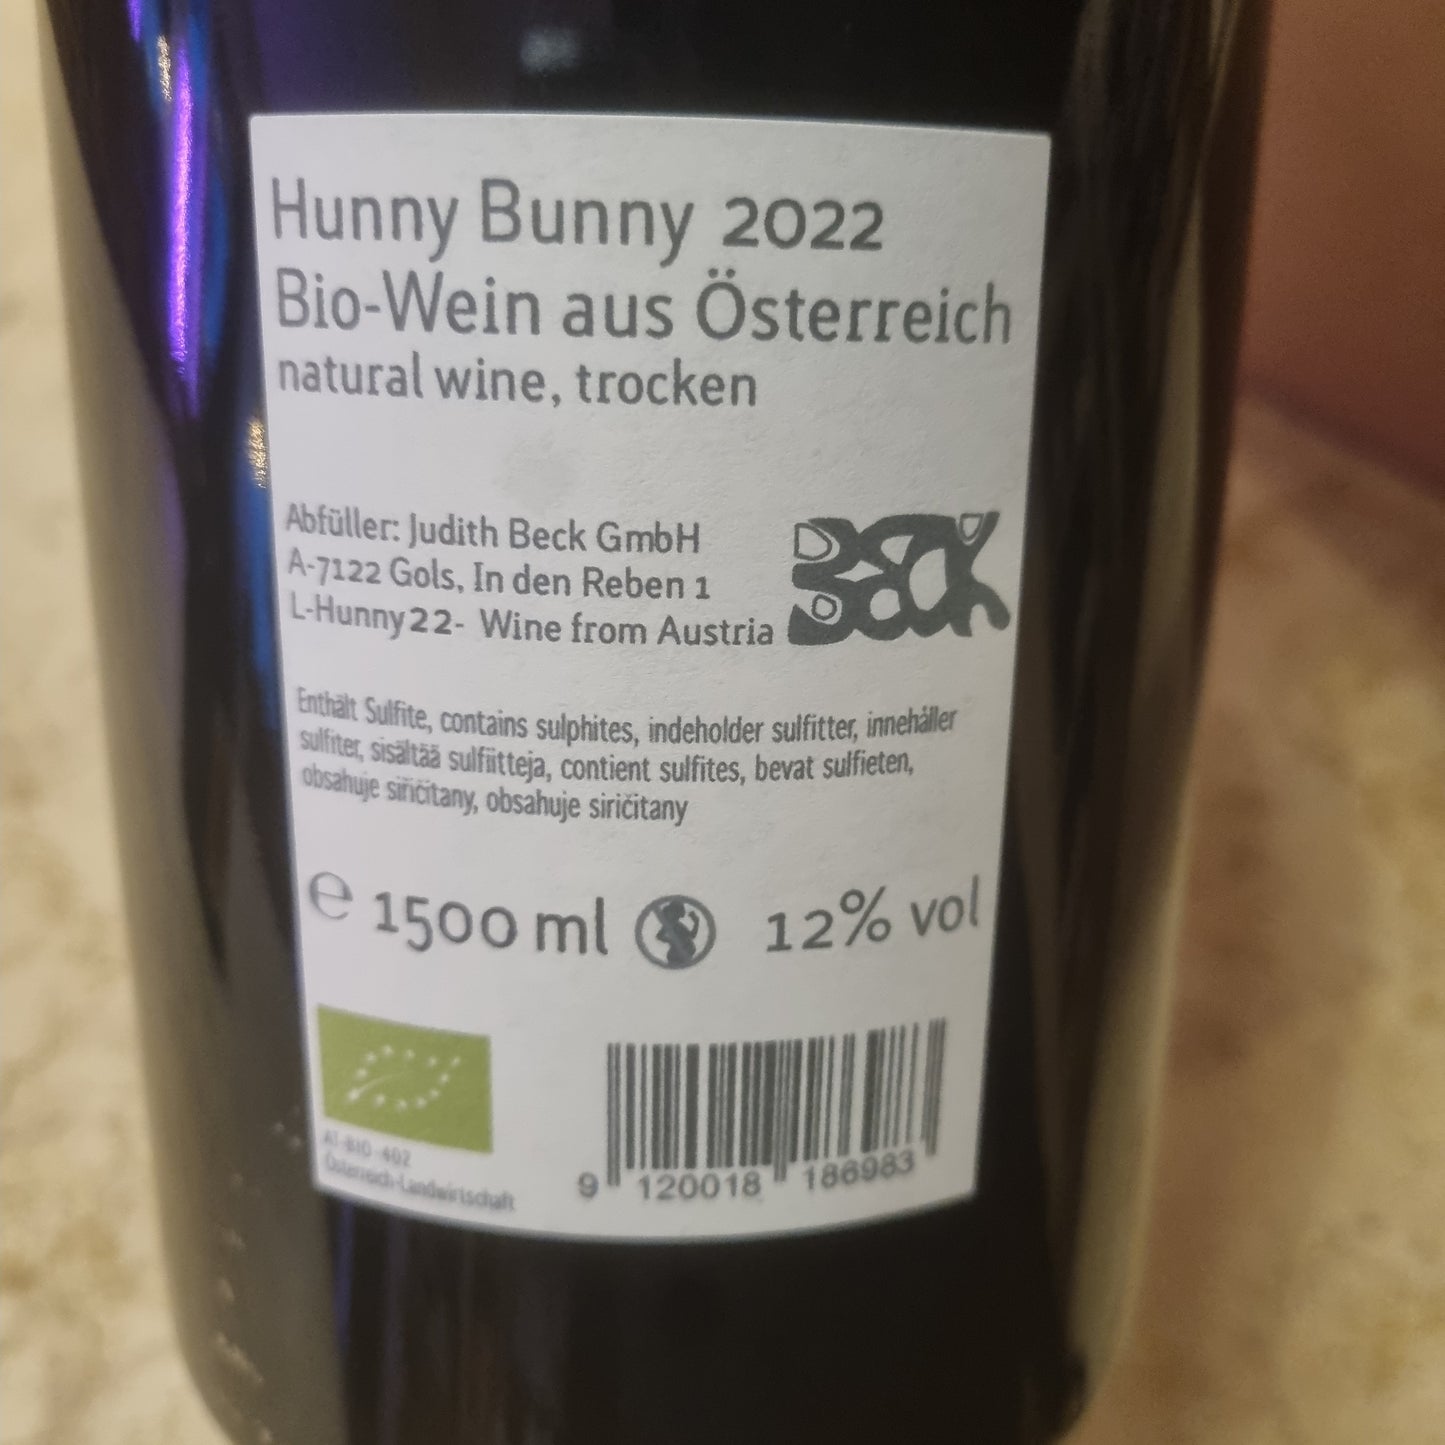 Hunny Bunny 2022
Bio-Wein aus Österreich
natural wine, trocken
Abfüller: Judith Beck GmbH
A-7122 Gols, In den Reben 1
L-Hunny22- Wine from Austria
BECK
Enthält Sulfite, contains sulphites, indeholder sulfitter, innehåller
sulfiter, sisältää sulfiitteja, contient sulfites, bevat sulfieten,
obsahuje siřičitany, obsahuje siričitany
e 1500 ml 12% vol
AT-BIO-402
Österreich-Landwirtschaft
9 120018 186983